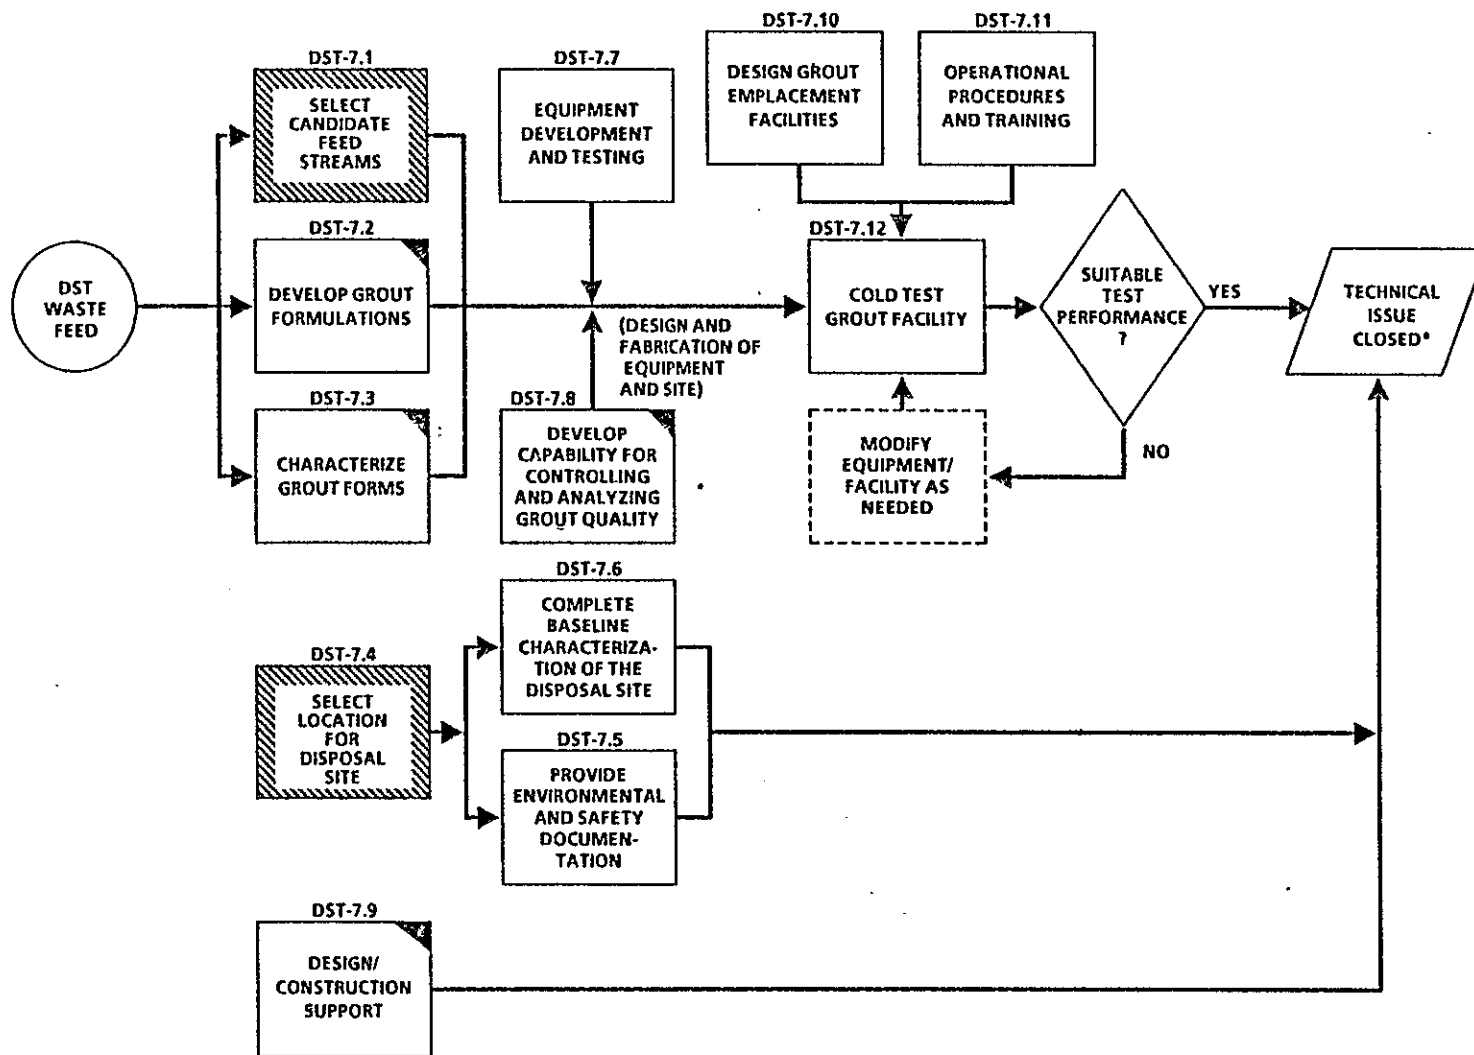 DST-7.1
SELECT
CANDIDATE
FEED
STREAMS
DST-7.7
EQUIPMENT
DEVELOPMENT
AND TESTING
DST-7.10
DESIGN GROUT
EMPLACEMENT
FACILITIES
DST-7.11
OPERATIONAL
PROCEDURES
AND TRAINING
DST
WASTE
FEED
DST-7.2
DEVELOP GROUT
FORMULATIONS
(DESIGN AND
FABRICATION OF
EQUIPMENT
AND SITE)
DST-7.12
COLD TEST
GROUT FACILITY
SUITABLE
TEST
PERFORMANCE
?
YES
TECHNICAL
ISSUE
CLOSED*
NO
DST-7.3
CHARACTERIZE
GROUT FORMS
DST-7.8
DEVELOP
CAPABILITY FOR
CONTROLLING
AND ANALYZING
GROUT QUALITY
MODIFY
EQUIPMENT/
FACILITY AS
NEEDED
DST-7.4
SELECT
LOCATION
FOR
DISPOSAL
SITE
DST-7.6
COMPLETE
BASELINE
CHARACTERIZA-
TION OF THE
DISPOSAL SITE
DST-7.5
PROVIDE
ENVIRONMENTAL
AND SAFETY
DOCUMEN-
TATION
DST-7.9
DESIGN/
CONSTRUCTION
SUPPORT